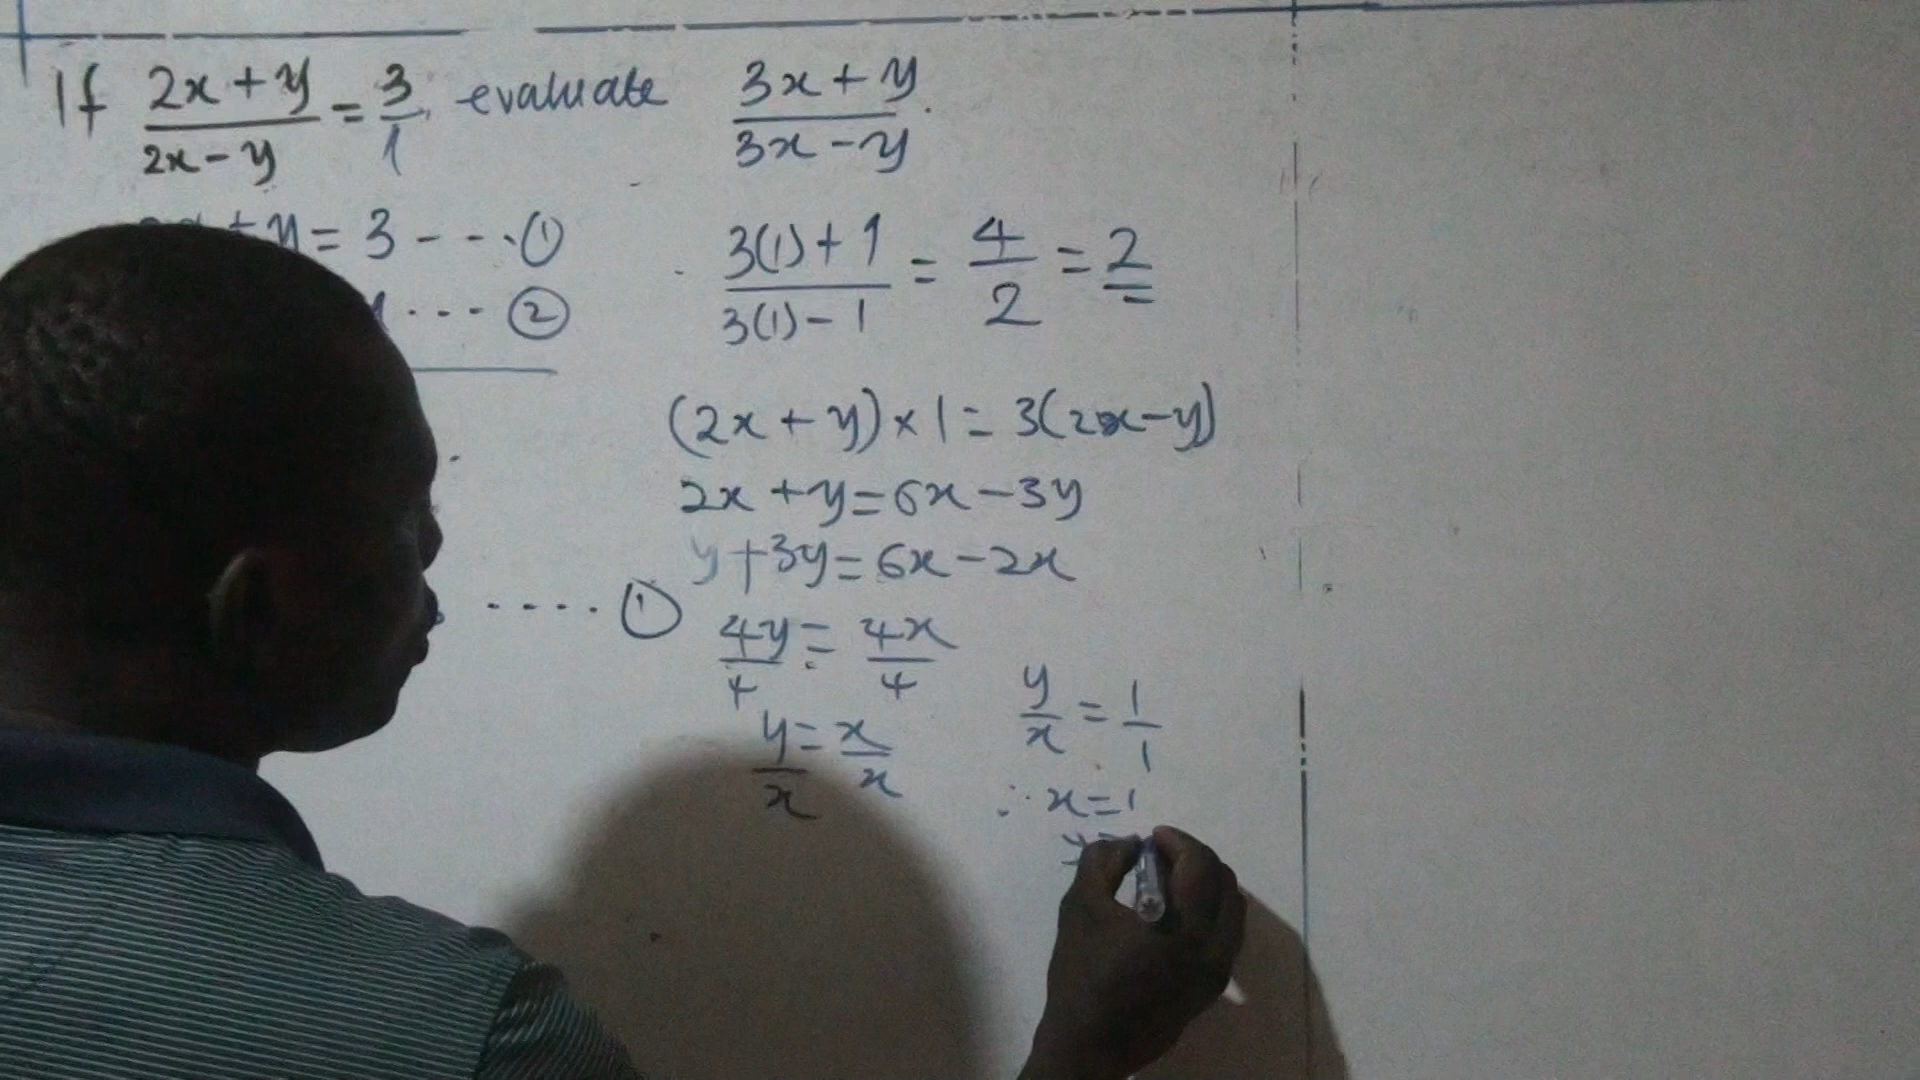 If (2x + y)/(2x - y) = 3/1, evaluate (3x + y)/(3x - y).
+ y = 3 - - - ①
1 ... ②
(3(1) + 1)/(3(1) - 1) = 4/2 = 2
(2x + y) × 1 = 3(2x - y)
2x + y = 6x - 3y
y + 3y = 6x - 2x
..... ①
4y/4 = 4x/4
y/x = x/x
y/x = 1/1
∴ x = 1
y =